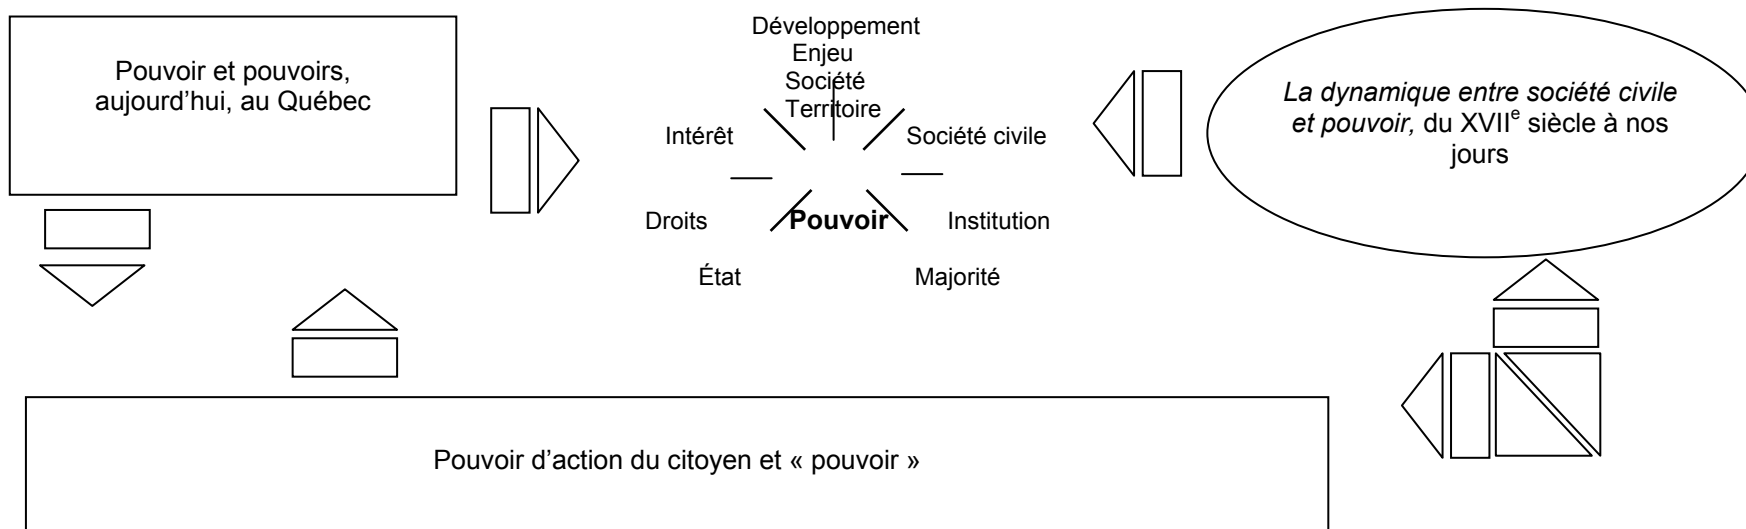 Pouvoir et pouvoirs,
aujourd’hui, au Québec
Développement
Enjeu
Société
Territoire
Intérêt
Société civile
Droits
Pouvoir
Institution
État
Majorité
La dynamique entre société civile
et pouvoir, du XVIIe siècle à nos
jours
Pouvoir d’action du citoyen et « pouvoir »